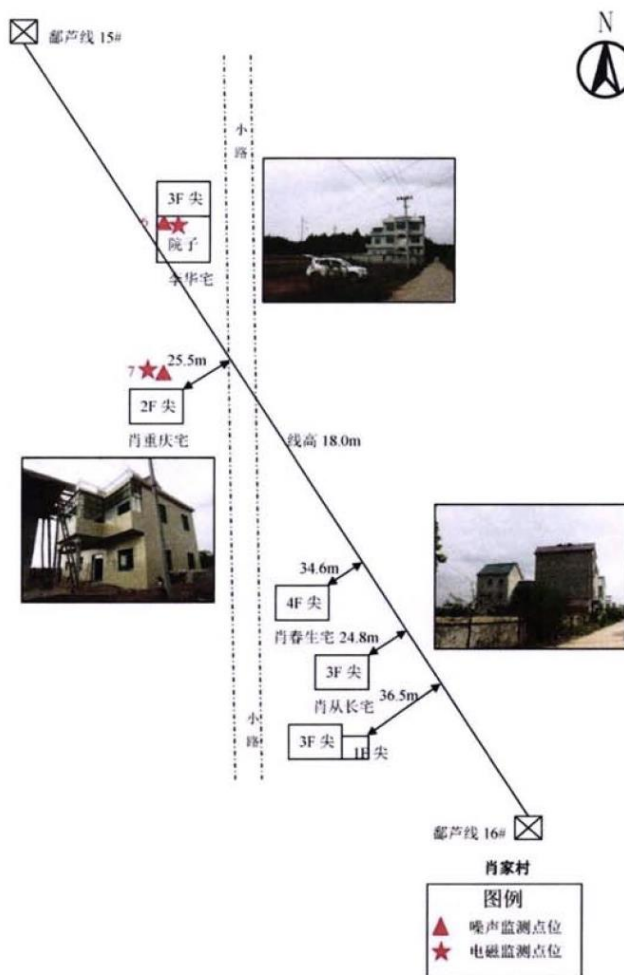 鄱芦线 15#
N
小
路
3F 尖
6
院子
李华宅
25.5m
7
2F 尖
肖重庆宅
线高 18.0m
34.6m
4F 尖
肖春生宅 24.8m
3F 尖
36.5m
肖从长宅
小
路
3F 尖
1F 尖
鄱芦线 16#
肖家村
图例
噪声监测点位
电磁监测点位